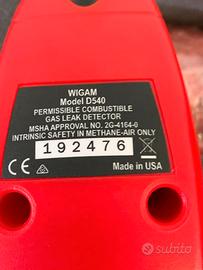 WIGAM
Model D540
PERMISSIBLE COMBUSTIBLE
GAS LEAK DETECTOR
MSHA APPROVAL NO. 2G-4164-0
INTRINSIC SAFETY IN METHANE-AIR ONLY
192476
Made in USA
subito